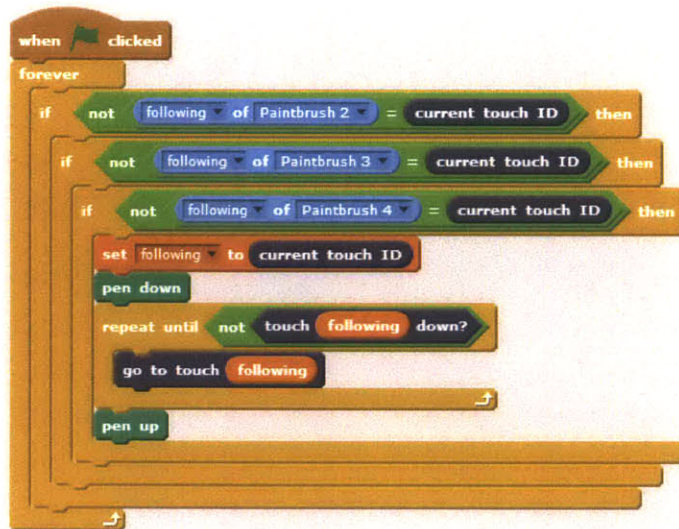 when clicked
forever
if not following of Paintbrush 2 = current touch ID then
if not following of Paintbrush 3 = current touch ID then
if not following of Paintbrush 4 = current touch ID then
set following to current touch ID
pen down
repeat until not touch following down?
go to touch following
pen up